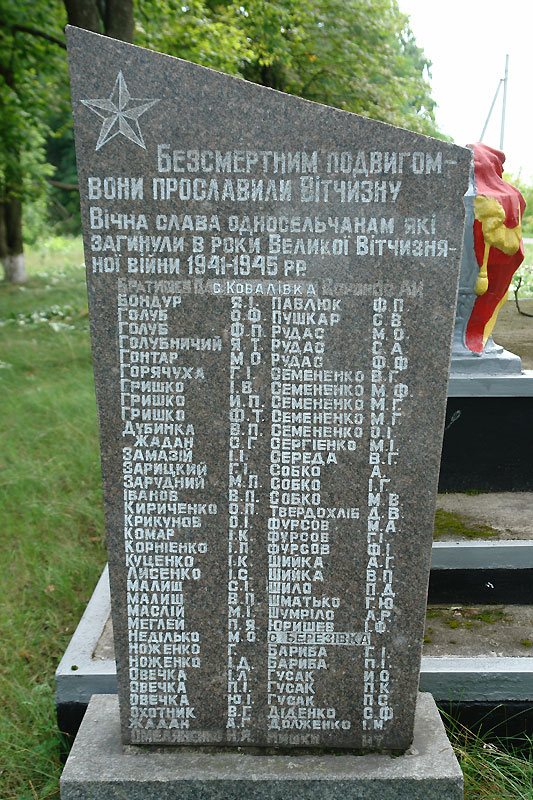 Безсмертним подвигом-
вони прославили Вітчизну
Вічна слава односельчанам які
загинули в роки Великої Вітчизня-
ної війни 1941-1945 рр.
с Ковалівка
Бондур Я.І. Павлюк Ф.П.
Голуб О.Ф. Пушкар С.В.
Голуб Ф.П. Рудас М.О.
Голубничий Я.Т. Рудас С.А.
Гонтар М.О. Рудас Ф.Ф.
Горячуха Г.І. Семененко В.Г.
Гришко І.В. Семененко М.Ф.
Гришко И.П. Семененко М.Г.
Гришко Ф.Т. Семененко М.Г.
Дубинка В.П. Семененко О.І.
Жадан О.Г. Сергієнко М.І.
Замазій І.І. Середа В.Г.
Зарицкий Г.І. Собко А.
Зарудний М.П. Собко І.Г.
Іванов В.П. Собко М.В.
Кириченко О.П. Твердохліб Д.В.
Крикунов О.І. Фурсов М.А.
Комар І.К. Фурсов Г.І.
Корнієнко І.П. Фурсов Ф.І.
Куценко І.К. Шийка А.Г.
Лисенко І.С. Шийка В.П.
Малиш С.І. Шило П.Д.
Малиш В.П. Шматько Г.Ю.
Маслій М.І. Шумріло А.Г.
Меглей П.Я. Юришев І.Ф.
Неділько М.О. с Березівка
Ноженко Г. Бариба Г.І.
Ноженко І.Д. Бариба П.І.
Овечка І.Л. Гусак И.О.
Овечка П.І. Гусак П.К.
Овечка Ю.І. Гусак П.С.
Охотник В.Г. Діденко С.Ф.
Жадан А.Г. Долженко І.М.